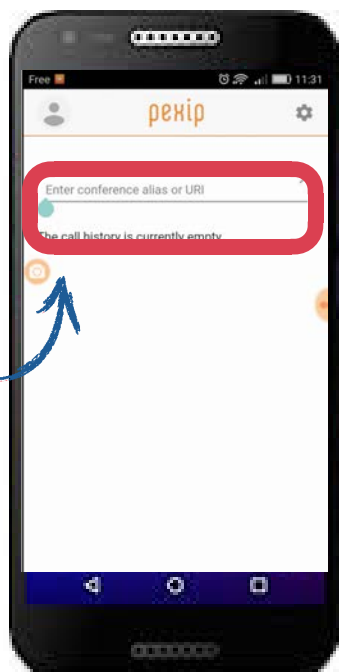 Free 11:31
pexip
Enter conference alias or URI
The call history is currently empty